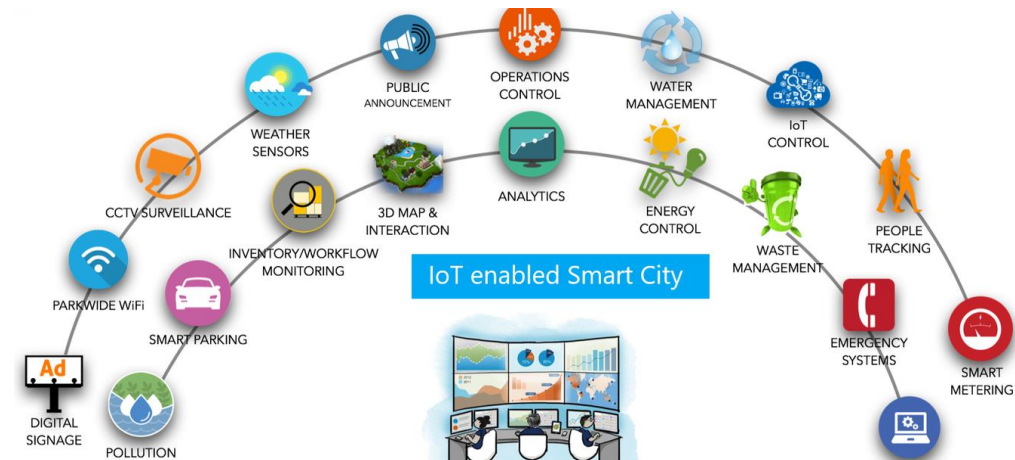 PUBLIC
ANNOUNCEMENT
OPERATIONS
CONTROL
WATER
MANAGEMENT
WEATHER
SENSORS
IoT
CONTROL
CCTV SURVEILLANCE
3D MAP &
INTERACTION
ANALYTICS
ENERGY
CONTROL
PEOPLE
TRACKING
INVENTORY/WORKFLOW
MONITORING
WASTE
MANAGEMENT
IoT enabled Smart City
PARKWIDE WiFi
SMART PARKING
EMERGENCY
SYSTEMS
SMART
METERING
Ad
DIGITAL
SIGNAGE
POLLUTION